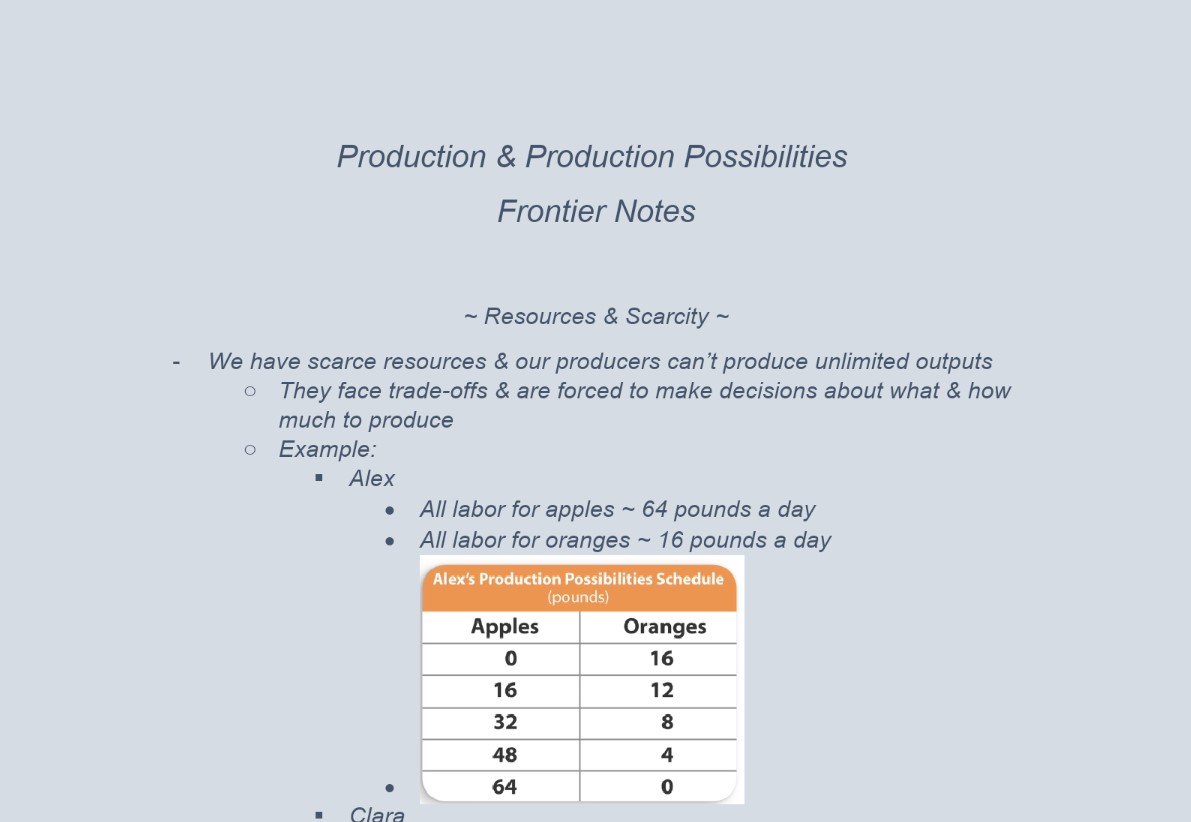 Production & Production Possibilities
Frontier Notes
~ Resources & Scarcity ~
- We have scarce resources & our producers can't produce unlimited outputs
○ They face trade-offs & are forced to make decisions about what & how
much to produce
○ Example:
▪ Alex
● All labor for apples ~ 64 pounds a day
● All labor for oranges ~ 16 pounds a day
Alex's Production Possibilities Schedule
(pounds)
Apples Oranges
0 16
16 12
32 8
48 4
● 64 0
▪ Clara